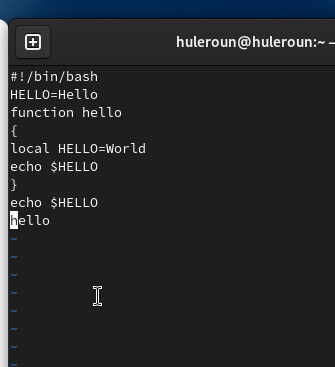 huleroun@huleroun:~ —
#!/bin/bash
HELLO=Hello
function hello
{
local HELLO=World
echo $HELLO
}
echo $HELLO
hello
~
~
~
~
~
~
~
~